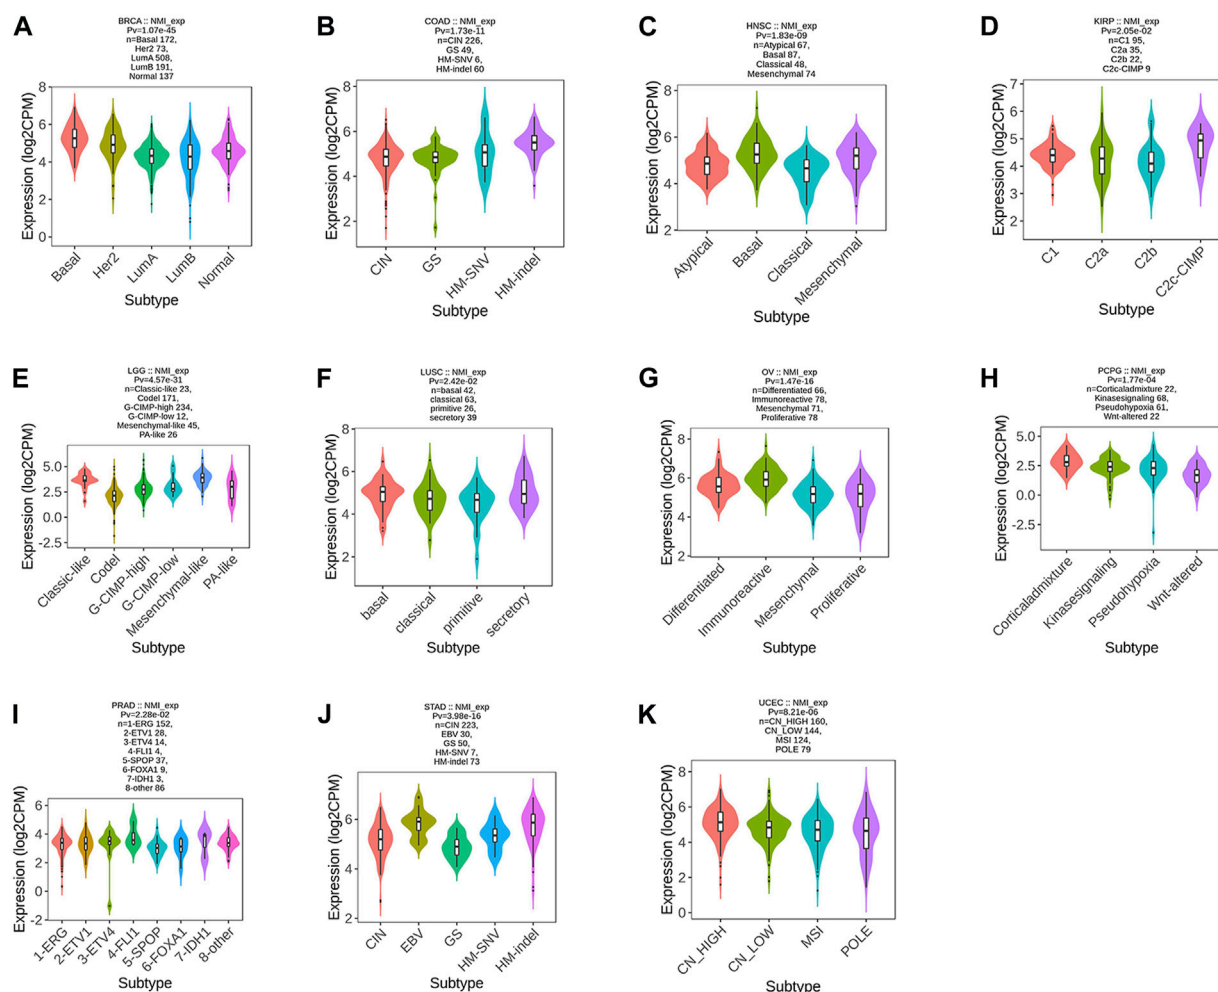 A
BRCA :: NMI_exp
Pv=1.07e-45
n=Basal 172,
Her2 73,
LumA 508,
LumB 191,
Normal 137
Expression (log2CPM)
8
6
4
2
0
Basal
Her2
LumA
LumB
Normal
Subtype
B
COAD :: NMI_exp
Pv=1.73e-11
n=CIN 226,
GS 49,
HM-SNV 6,
HM-indel 60
Expression (log2CPM)
8
6
4
2
CIN
GS
HM-SNV
HM-indel
Subtype
C
HNSC :: NMI_exp
Pv=1.83e-09
n=Atypical 67,
Basal 87,
Classical 48,
Mesenchymal 74
Expression (log2CPM)
8
6
4
2
Atypical
Basal
Classical
Mesenchymal
Subtype
D
KIRP :: NMI_exp
Pv=2.05e-02
n=C1 95,
C2a 35,
C2b 22,
C2c-CIMP 9
Expression (log2CPM)
7
6
5
4
3
2
C1
C2a
C2b
C2c-CIMP
Subtype
E
LGG :: NMI_exp
Pv=4.57e-31
n=Classic-like 23,
Codel 171,
G-CIMP-high 234,
G-CIMP-low 12,
Mesenchymal-like 45,
PA-like 26
Expression (log2CPM)
5.0
2.5
0.0
-2.5
Classic-like
Codel
G-CIMP-high
G-CIMP-low
Mesenchymal-like
PA-like
Subtype
F
LUSC :: NMI_exp
Pv=2.42e-02
n=basal 42,
classical 63,
primitive 26,
secretory 39
Expression (log2CPM)
8
6
4
2
basal
classical
primitive
secretory
Subtype
G
OV :: NMI_exp
Pv=1.47e-16
n=Differentiated 66,
Immunoreactive 78,
Mesenchymal 71,
Proliferative 78
Expression (log2CPM)
8
6
4
2
Differentiated
Immunoreactive
Mesenchymal
Proliferative
Subtype
H
PCPG :: NMI_exp
Pv=1.77e-04
n=Corticaladmixture 22,
Kinasesignaling 68,
Pseudohypoxia 61,
Wnt-altered 22
Expression (log2CPM)
5.0
2.5
0.0
-2.5
Corticaladmixture
Kinasesignaling
Pseudohypoxia
Wnt-altered
Subtype
I
PRAD :: NMI_exp
Pv=2.28e-02
n=1-ERG 152,
2-ETV1 28,
3-ETV4 14,
4-FLI1 4,
5-SPOP 37,
6-FOXA1 9,
7-IDH1 3,
8-other 86
Expression (log2CPM)
6
4
2
0
-2
1-ERG
2-ETV1
3-ETV4
4-FLI1
5-SPOP
6-FOXA1
7-IDH1
8-other
Subtype
J
STAD :: NMI_exp
Pv=3.98e-16
n=CIN 223,
EBV 30,
GS 50,
HM-SNV 7,
HM-indel 73
Expression (log2CPM)
8
6
4
2
CIN
EBV
GS
HM-SNV
HM-indel
Subtype
K
UCEC :: NMI_exp
Pv=8.21e-06
n=CN_HIGH 160,
CN_LOW 144,
MSI 124,
POLE 79
Expression (log2CPM)
8
6
4
2
0
CN_HIGH
CN_LOW
MSI
POLE
Subtype